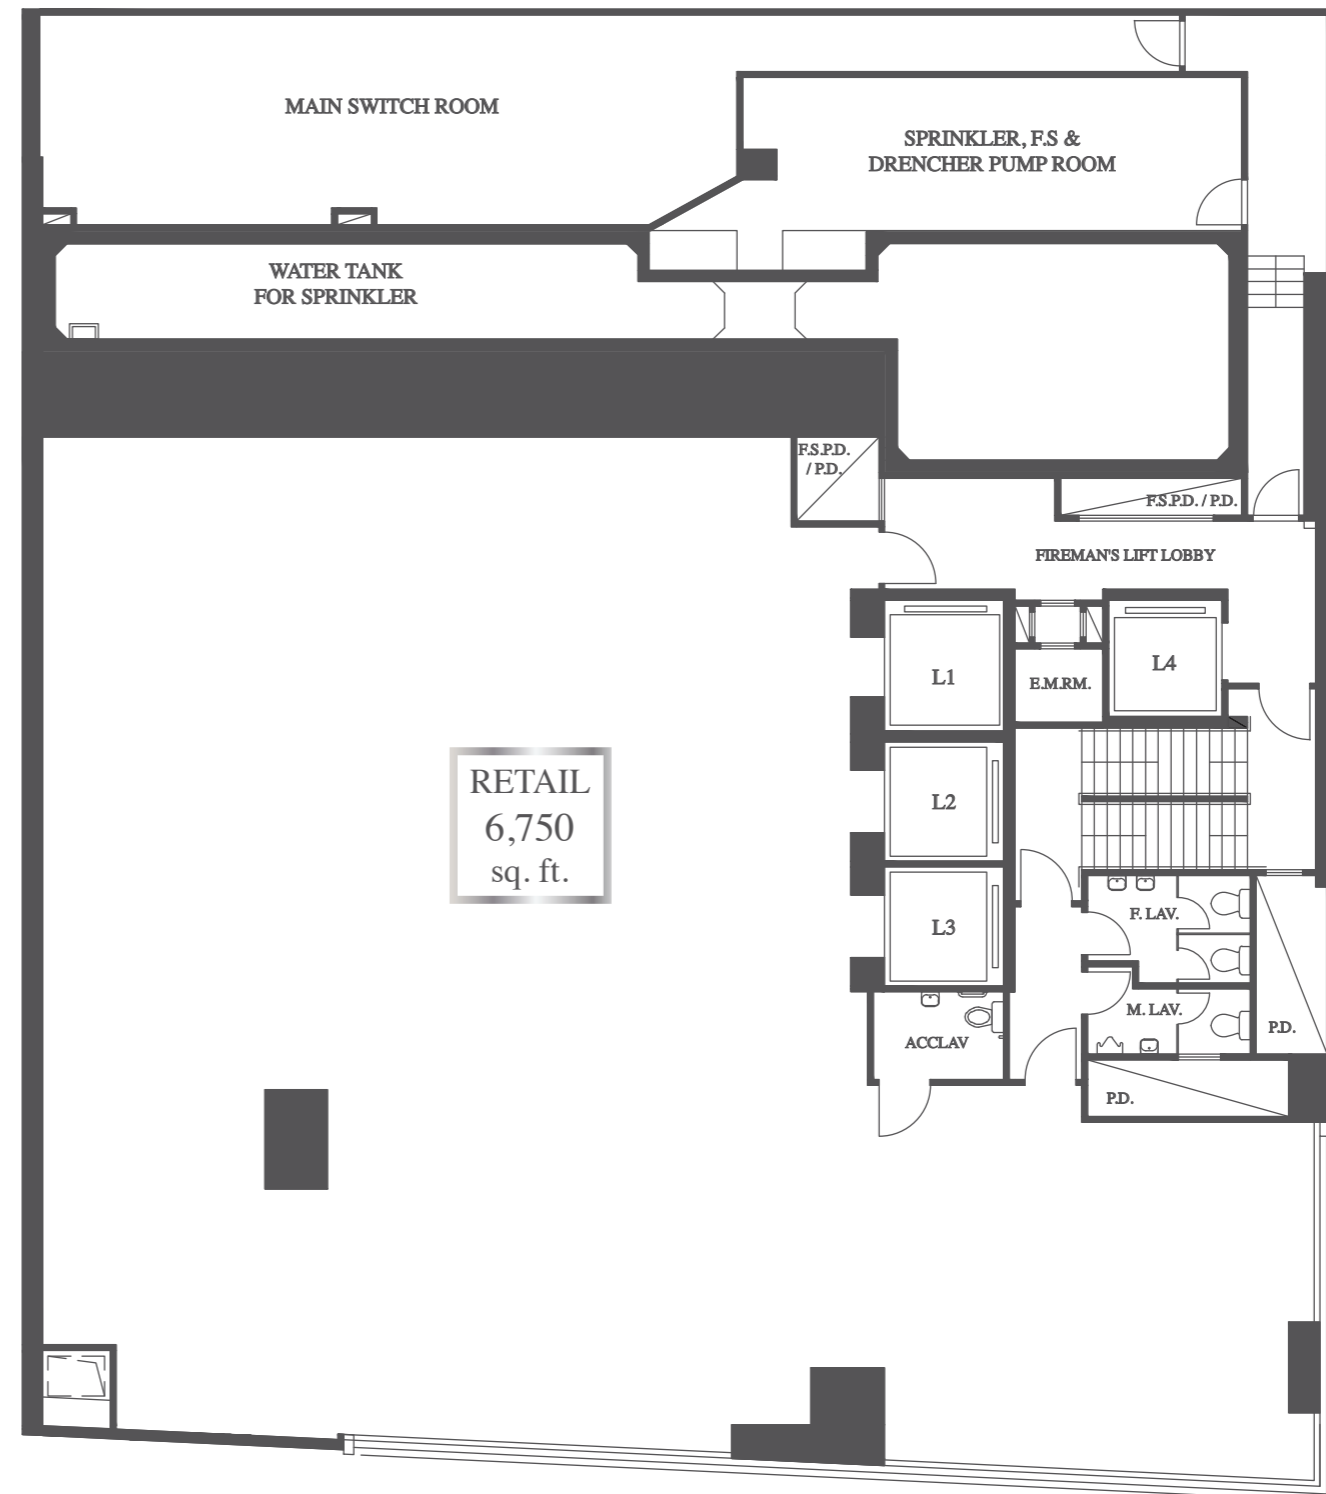 MAIN SWITCH ROOM
SPRINKLER, F.S &
DRENCHER PUMP ROOM
WATER TANK
FOR SPRINKLER
F.S.P.D.
/ P.D.
F.S.P.D. / P.D.
FIREMAN'S LIFT LOBBY
L1
E.M.RM.
L4
RETAIL
6,750
sq. ft.
L2
L3
F. LAV.
M. LAV.
P.D.
ACCLAV
P.D.